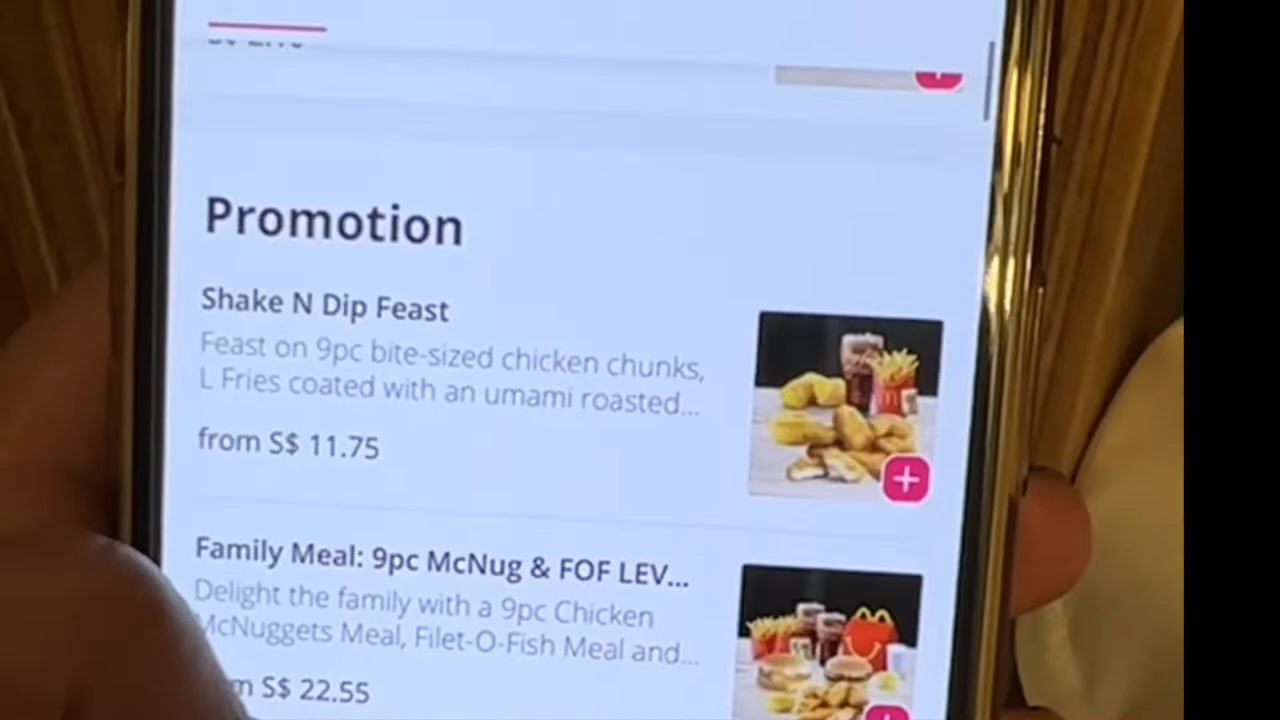 Promotion
Shake N Dip Feast
Feast on 9pc bite-sized chicken chunks,
L Fries coated with an umami roasted...
from S$ 11.75
Family Meal: 9pc McNug & FOF LEV...
Delight the family with a 9pc Chicken
McNuggets Meal, Filet-O-Fish Meal and...
m S$ 22.55